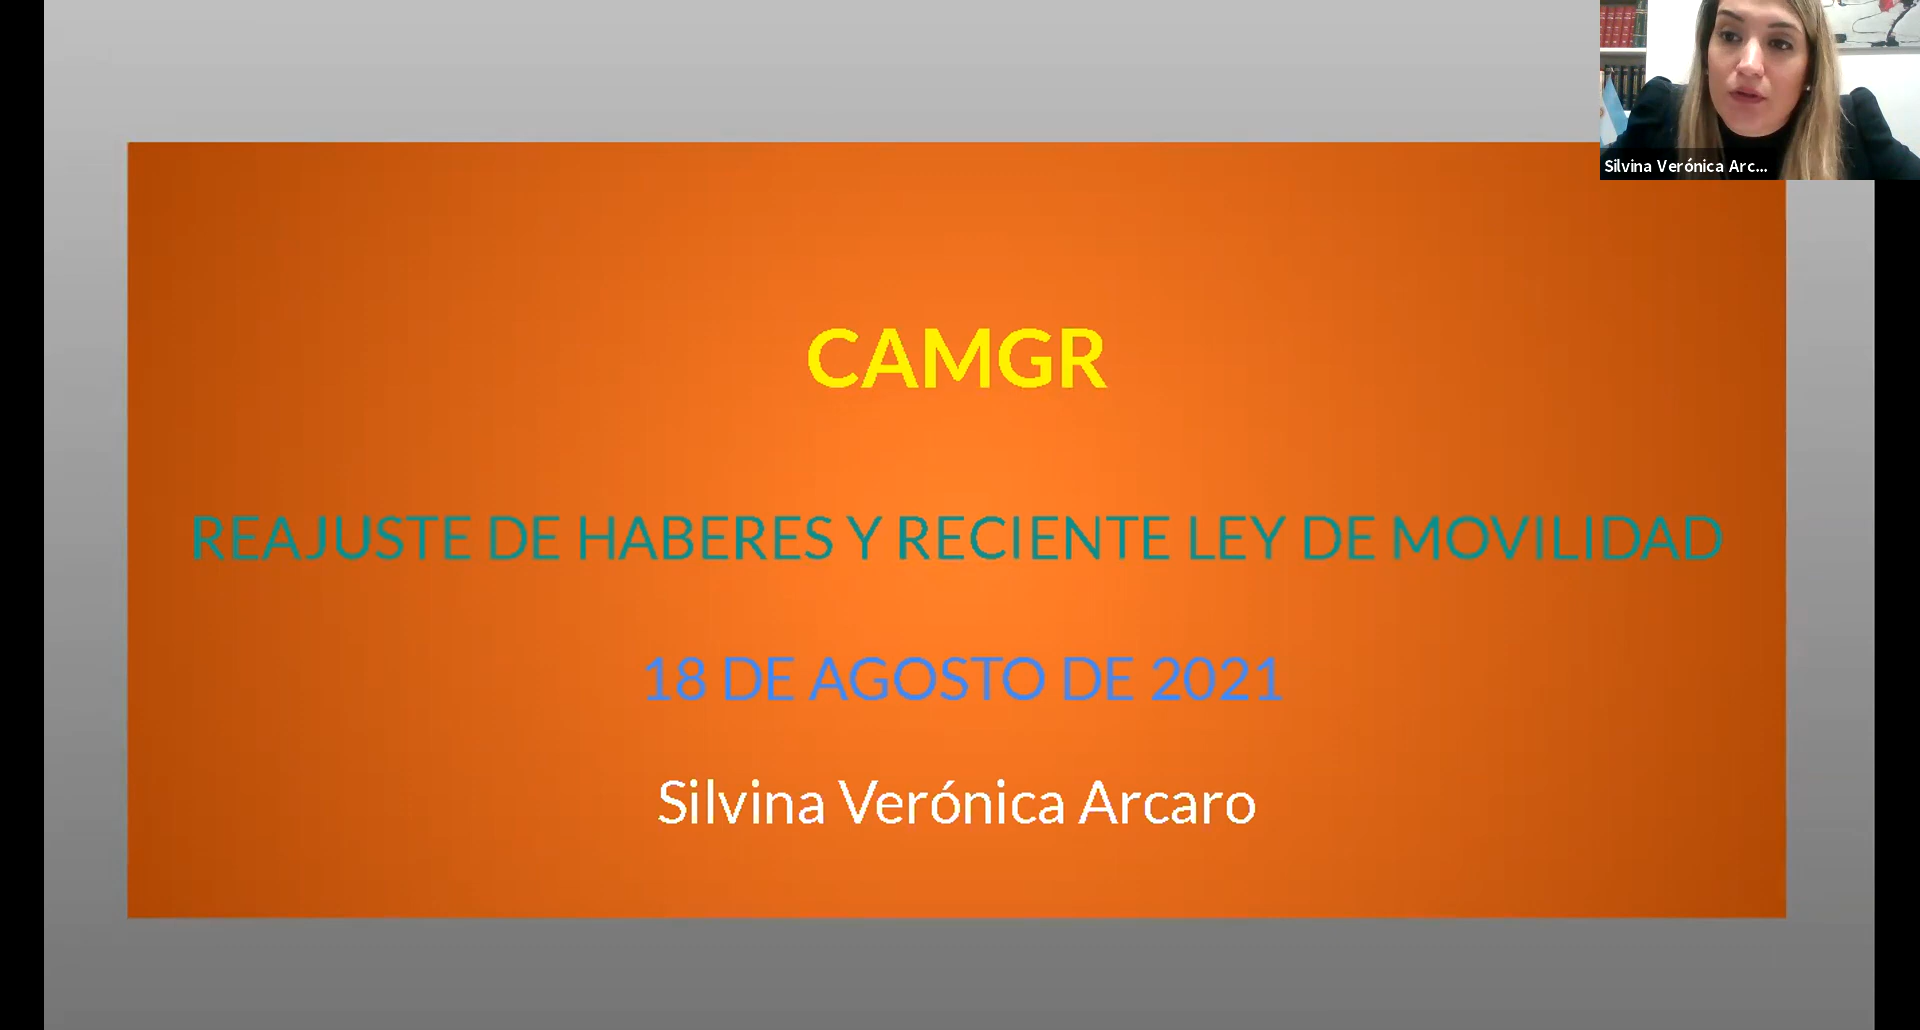 Silvina Verónica Arc...
CAMGR
REAJUSTE DE HABERES Y RECIENTE LEY DE MOVILIDAD
18 DE AGOSTO DE 2021
Silvina Verónica Arcaro